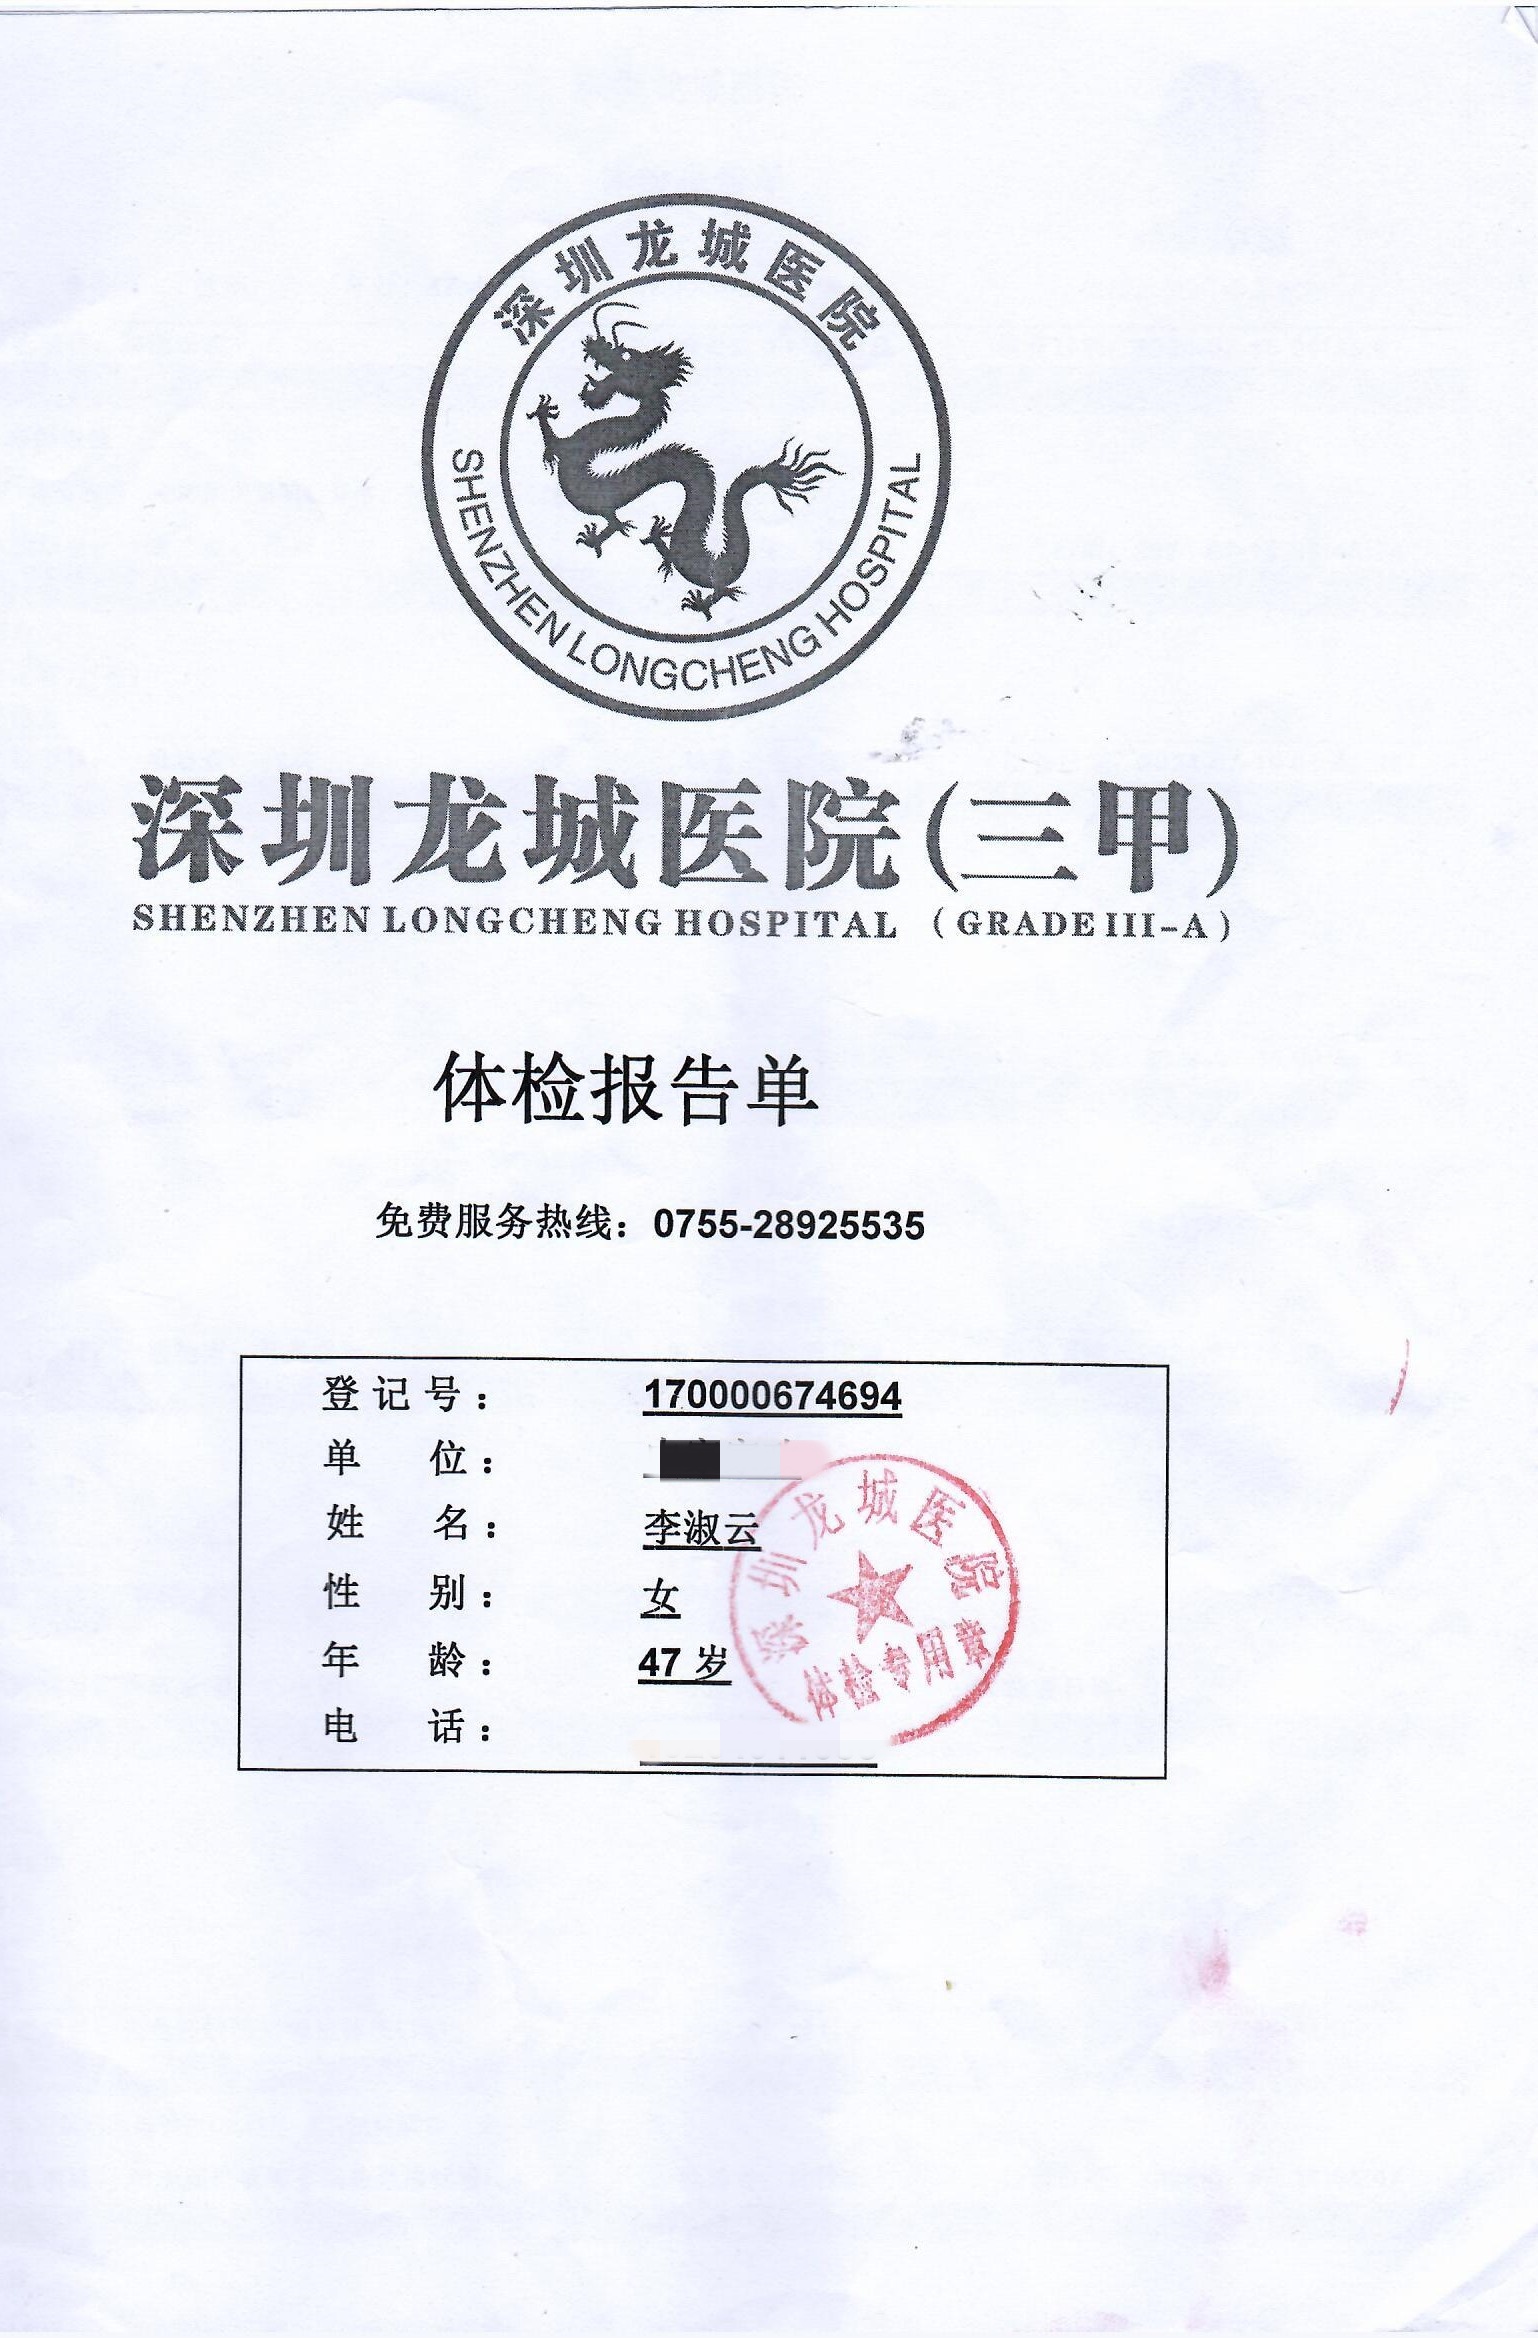 深圳龙城医院
SHENZHEN LONGCHENG HOSPITAL
深圳龙城医院(三甲)
SHENZHEN LONGCHENG HOSPITAL (GRADE III-A)
体检报告单
免费服务热线：0755-28925535
登记号： 170000674694
单 位：
姓 名： 李淑云
性 别： 女
年 龄： 47 岁
电 话：
深圳龙城医院
体检专用章